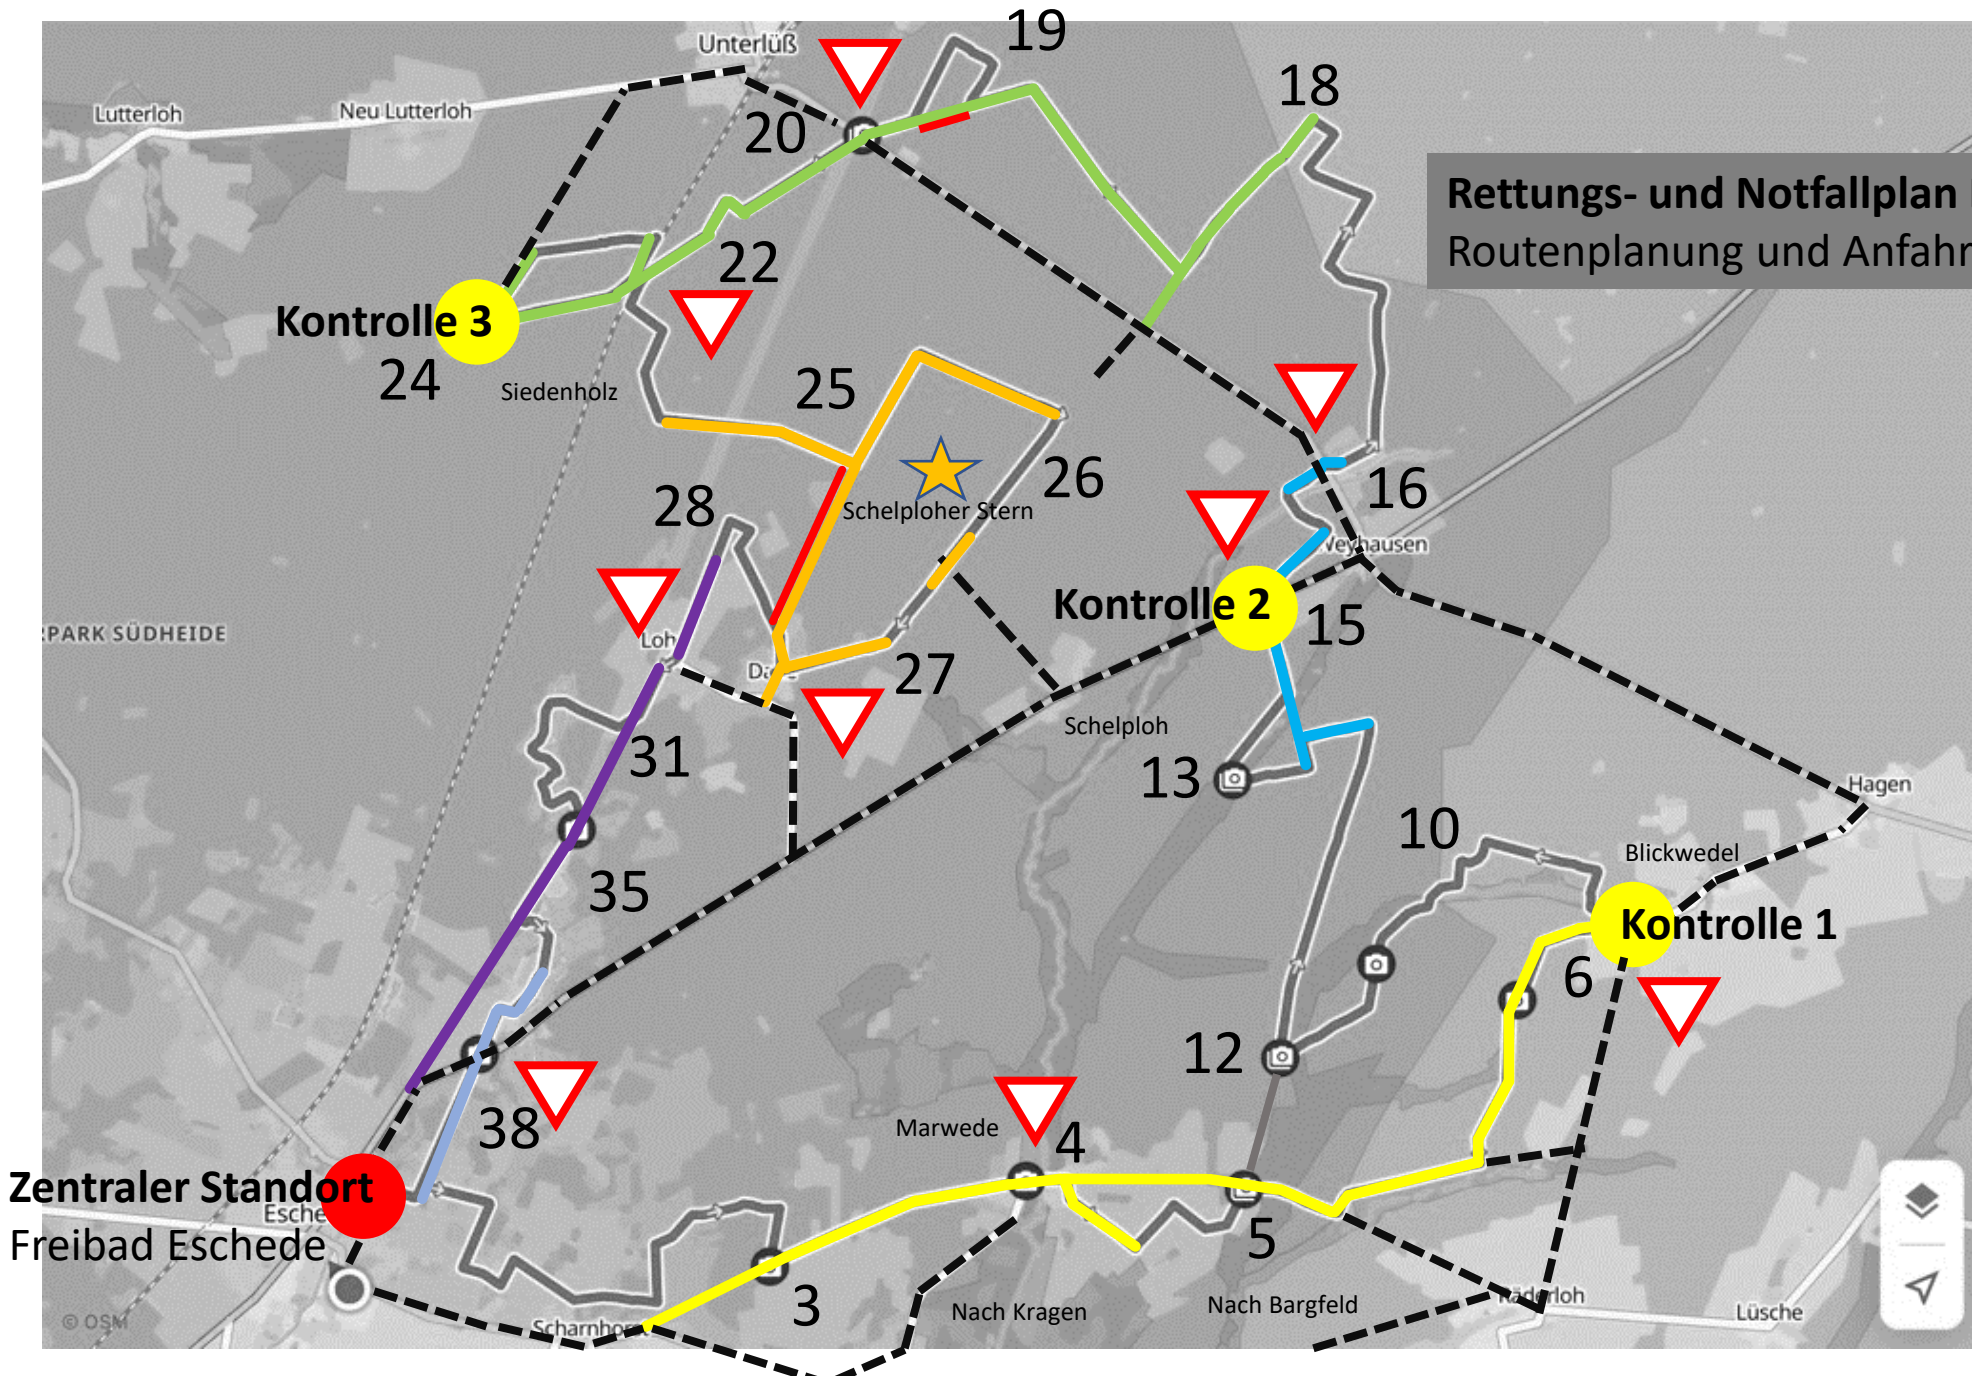 19
Unterlüß
18
Lutterloh
Neu Lutterloh
20
Rettungs- und Notfallplan
Routenplanung und Anfahr
22
Kontrolle 3
24
Siedenholz
25
26
16
28
Schelploher Stern
Weyhausen
Kontrolle 2
15
RPARK SÜDHEIDE
Loh
27
Schelploh
31
13
Hagen
10
Blickwedel
35
Kontrolle 1
6
12
38
Marwede
4
Zentraler Standort
Esche
Freibad Eschede
5
3
Nach Kragen
Nach Bargfeld
Räderloh
Lüsche
© OSM
Scharnhorst